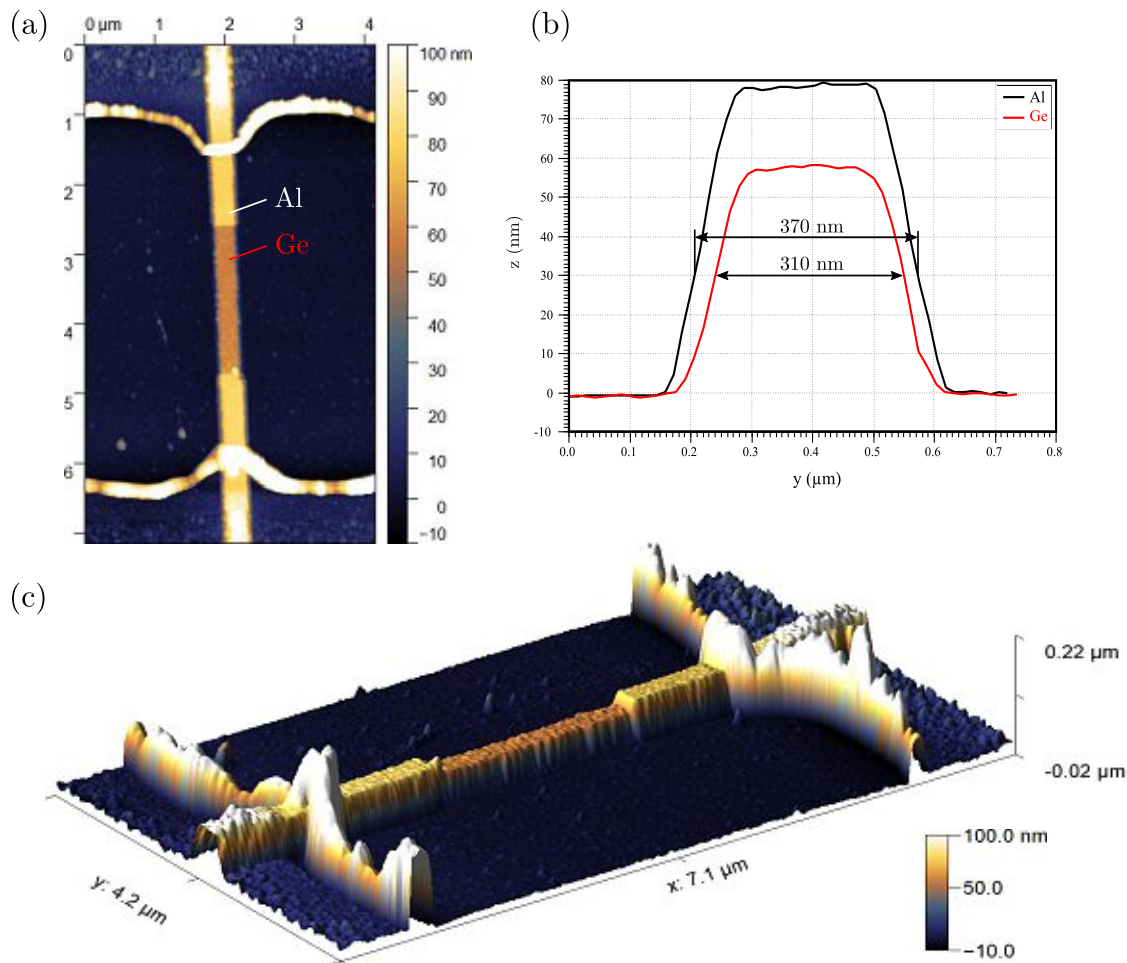 (a)
0 µm 1 2 3 4
0
1
2
3
4
5
6
100 nm
90
80
70
60
50
40
30
20
10
0
−10
Al
Ge
(b)
80
70
60
50
40
30
20
10
0
-10
z (nm)
Al
Ge
370 nm
310 nm
0.0 0.1 0.2 0.3 0.4 0.5 0.6 0.7 0.8
y (µm)
(c)
0.22 µm
-0.02 µm
x: 7.1 µm
y: 4.2 µm
100.0 nm
50.0
−10.0